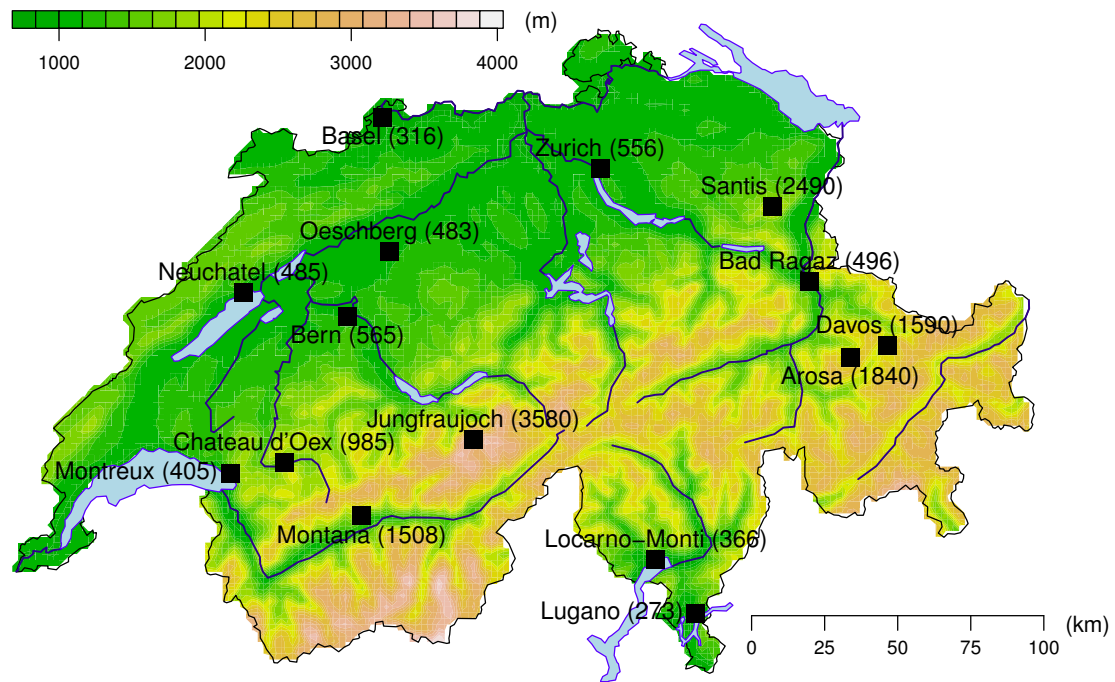 (m)
1000 2000 3000 4000
Basel (316)
Zurich (556)
Santis (2490)
Oeschberg (483)
Bad Ragaz (496)
Neuchatel (485)
Davos (1590)
Bern (565)
Arosa (1840)
Jungfraujoch (3580)
Chateau d'Oex (985)
Montreux (405)
Montana (1508)
Locarno−Monti (366)
Lugano (273)
(km)
0 25 50 75 100